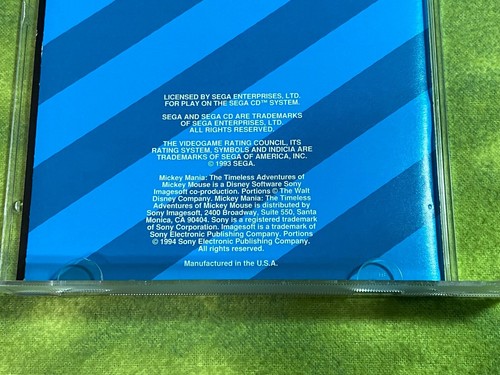 LICENSED BY SEGA ENTERPRISES, LTD.
FOR PLAY ON THE SEGA CD™ SYSTEM.
SEGA AND SEGA CD ARE TRADEMARKS
OF SEGA ENTERPRISES, LTD.
ALL RIGHTS RESERVED.
THE VIDEOGAME RATING COUNCIL, ITS
RATING SYSTEM, SYMBOLS AND INDICIA ARE
TRADEMARKS OF SEGA OF AMERICA, INC.
© 1993 SEGA.
Mickey Mania: The Timeless Adventures of
Mickey Mouse is a Disney Software Sony
Imagesoft co-production. Portions © The Walt
Disney Company. Mickey Mania: The Timeless
Adventures of Mickey Mouse is distributed by
Sony Imagesoft, 2400 Broadway, Suite 550, Santa
Monica, CA 90404. Sony is a registered trademark
of Sony Corporation. Imagesoft is a trademark of
Sony Electronic Publishing Company. Portions
© 1994 Sony Electronic Publishing Company.
All rights reserved.
Manufactured in the U.S.A.